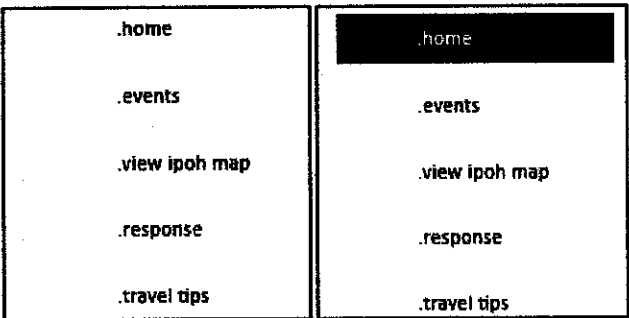 .home
.events
.view ipoh map
.response
.travel tips
.home
.events
.view ipoh map
.response
.travel tips